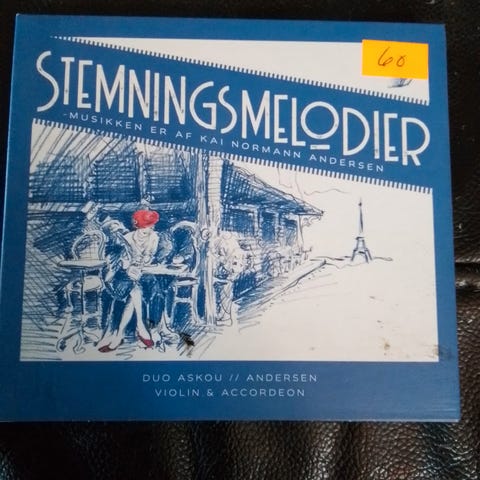 60
STEMNINGSMELODIER
-MUSIKKEN ER AF KAI NORMANN ANDERSEN
DUO ASKOU // ANDERSEN
VIOLIN & ACCORDEON